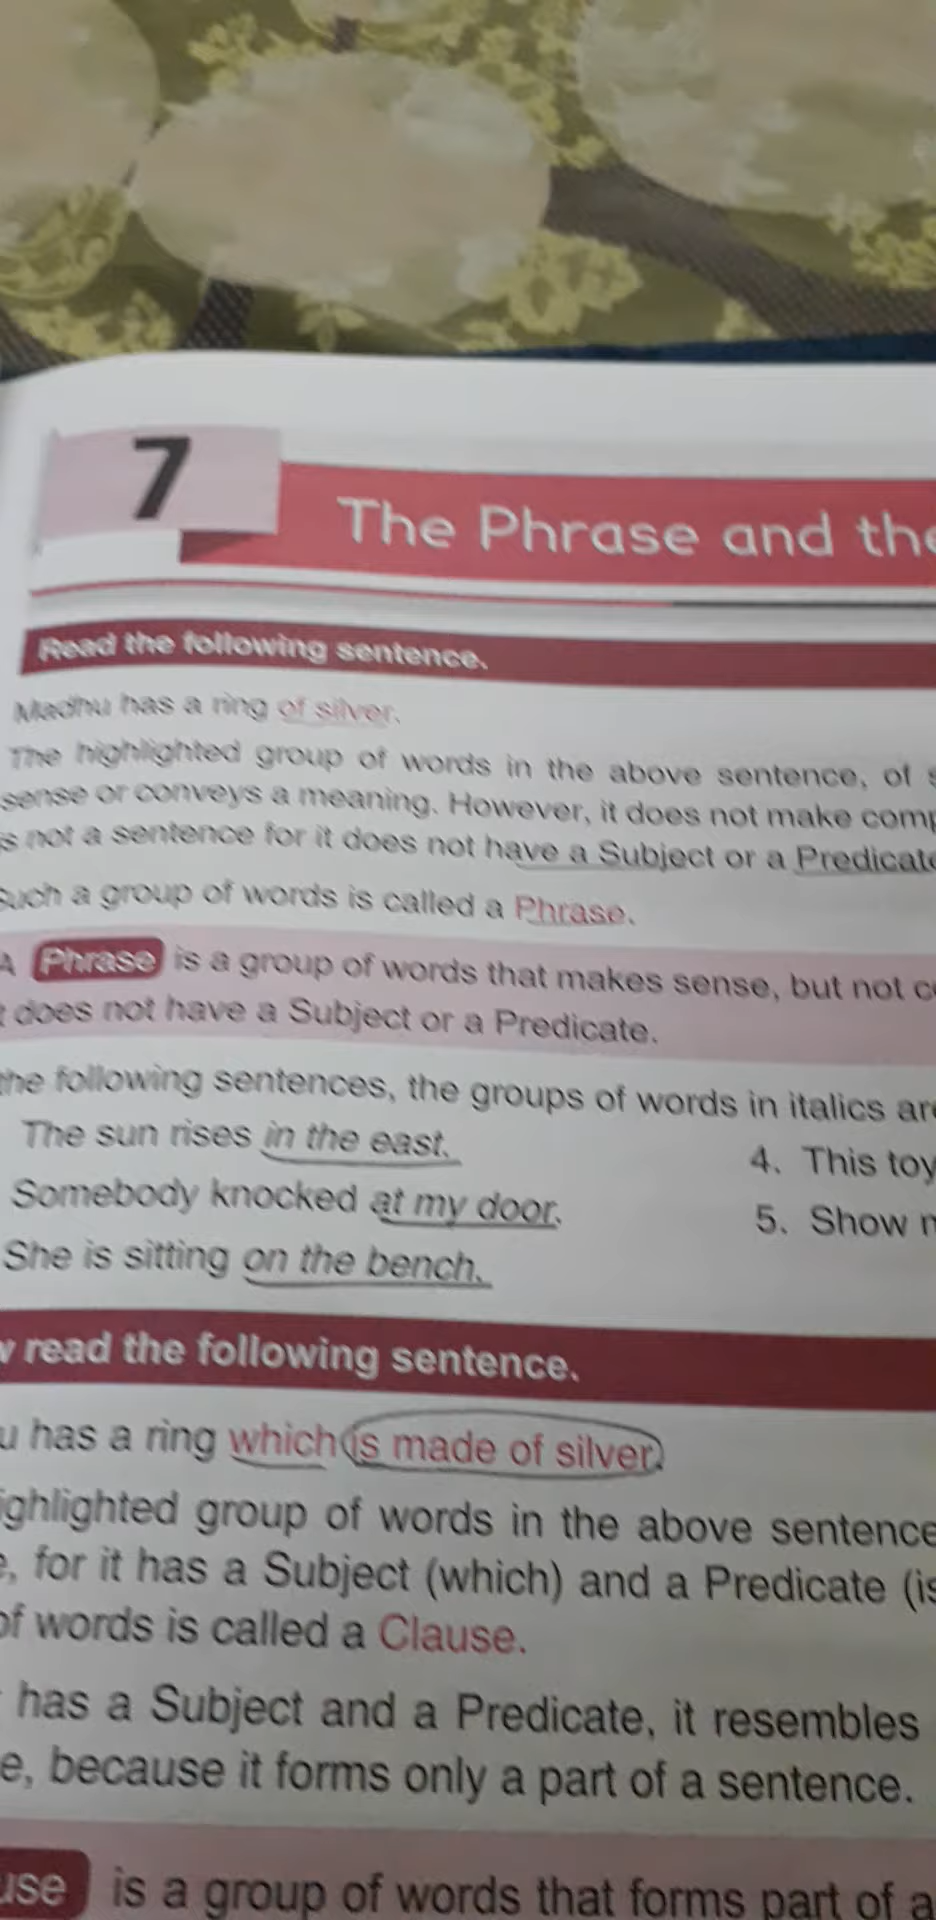 7
The Phrase and the
Read the following sentence.
Madhu has a ring of silver.
The highlighted group of words in the above sentence, of
sense or conveys a meaning. However, it does not make
is not a sentence for it does not have a Subject or a Predicate
Such a group of words is called a Phrase.
A Phrase is a group of words that makes sense, but not
does not have a Subject or a Predicate.
the following sentences, the groups of words in italics are
The sun rises in the east.
4. This toy
Somebody knocked at my door.
5. Show
She is sitting on the bench.
read the following sentence.
has a ring which is made of silver.
group of words in the above sentence
for it has a Subject (which) and a Predicate (is
of words is called a Clause.
has a Subject and a Predicate, it resembles
because it forms only a part of a sentence.
is a group of words that forms part of a